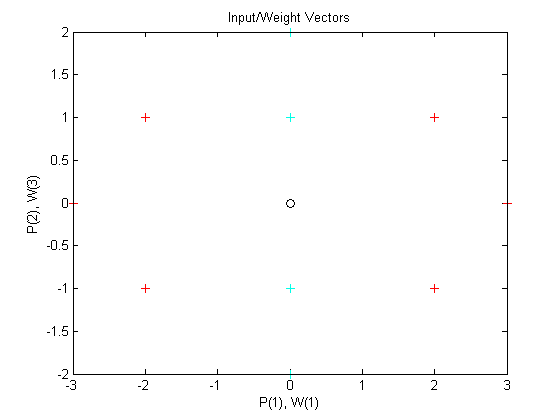 Input/Weight Vectors
2
1.5
1
0.5
0
-0.5
-1
-1.5
-2
P(2), W(3)
-3 -2 -1 0 1 2 3
P(1), W(1)